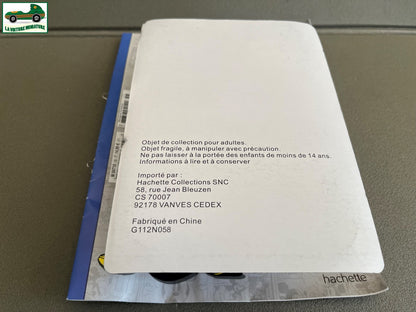 LA VOITURE MINIATURE
Objet de collection pour adultes.
Objet fragile, à manipuler avec précaution.
Ne pas laisser à la portée des enfants de moins de 14 ans.
Informations à lire et à conserver
Importé par :
Hachette Collections SNC
58, rue Jean Bleuzen
CS 70007
92178 VANVES CEDEX
Fabriqué en Chine
G112N058
hachette